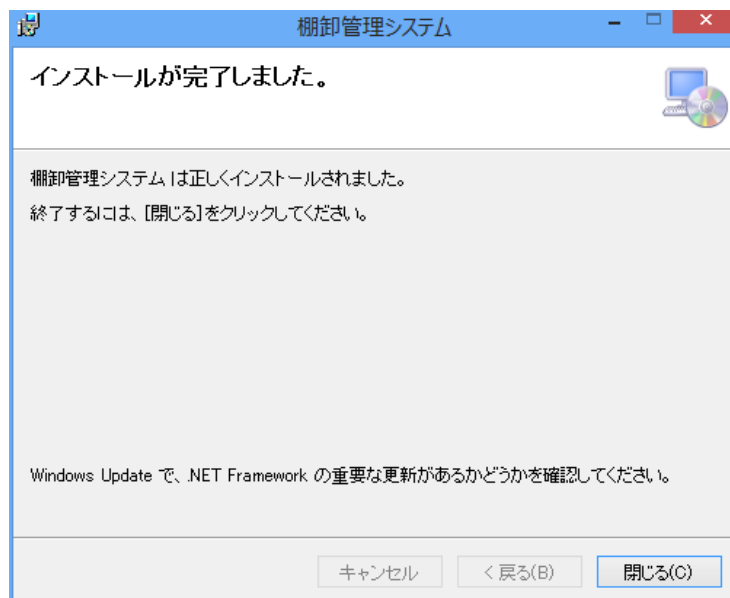 棚卸管理システム
インストールが完了しました。
棚卸管理システム は正しくインストールされました。
終了するには、[閉じる]をクリックしてください。
Windows Update で、.NET Framework の重要な更新があるかどうかを確認してください。
キャンセル
< 戻る(B)
閉じる(C)